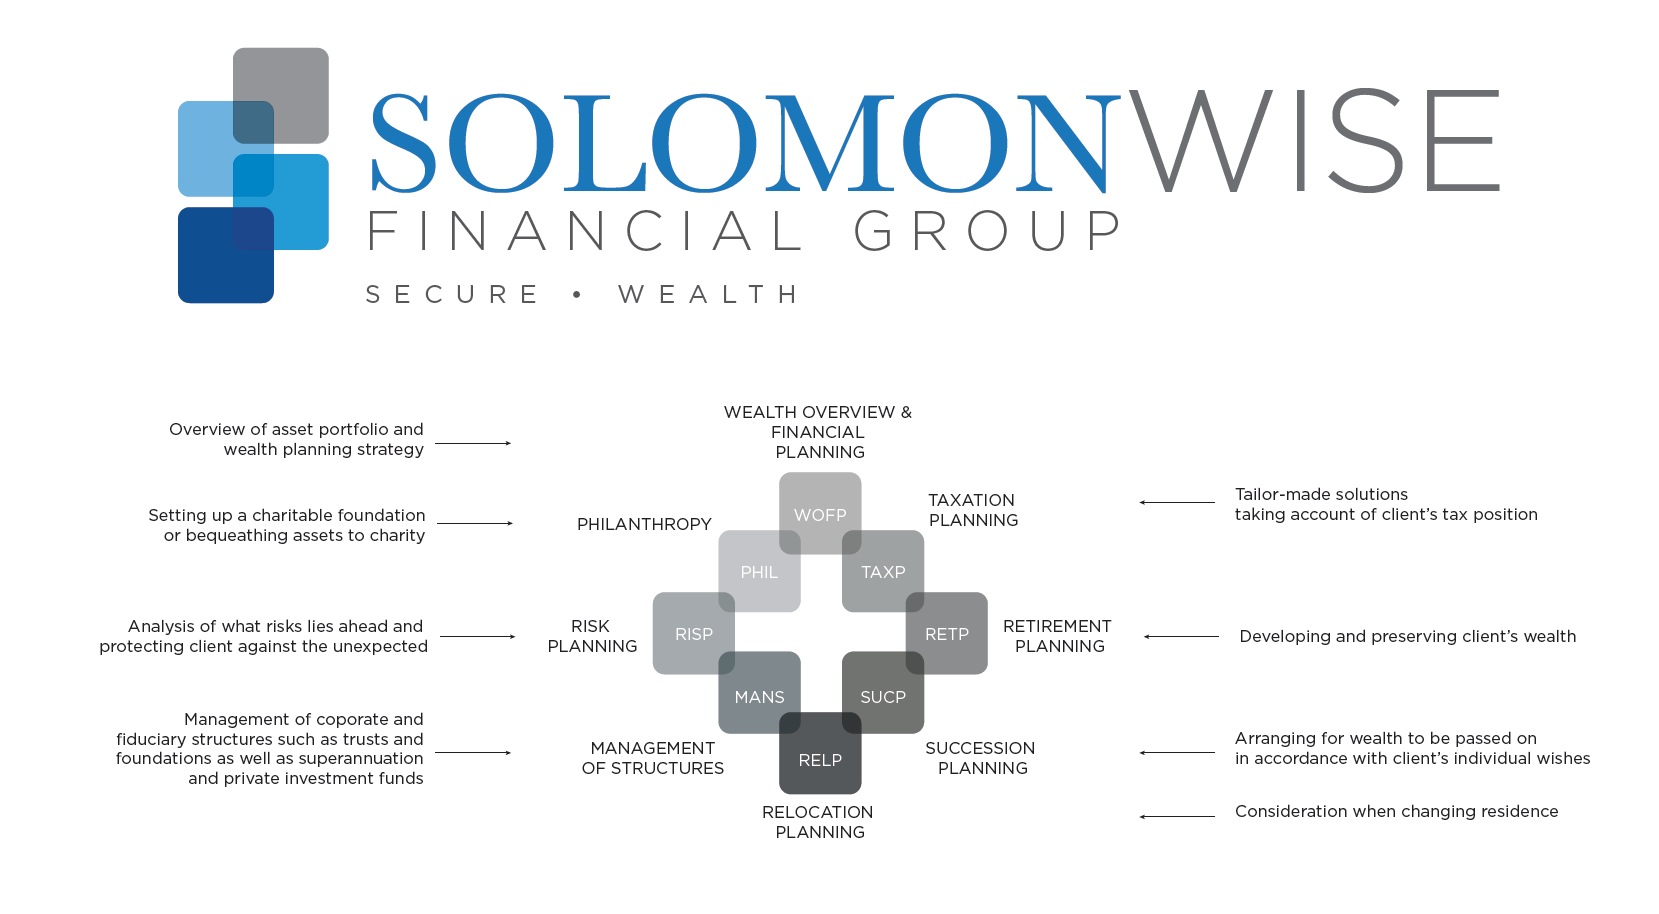 SOLOMONWISE
FINANCIAL GROUP
SECURE • WEALTH
WEALTH OVERVIEW &
FINANCIAL
PLANNING
Overview of asset portfolio and
wealth planning strategy
WOFP
TAXATION
PLANNING
Tailor-made solutions
taking account of client’s tax position
Setting up a charitable foundation
or bequeathing assets to charity
PHILANTHROPY
PHIL
TAXP
Analysis of what risks lies ahead and
protecting client against the unexpected
RISK
PLANNING
RISP
RETP
RETIREMENT
PLANNING
Developing and preserving client’s wealth
MANS
SUCP
Management of coporate and
fiduciary structures such as trusts and
foundations as well as superannuation
and private investment funds
MANAGEMENT
OF STRUCTURES
RELP
SUCCESSION
PLANNING
Arranging for wealth to be passed on
in accordance with client’s individual wishes
RELOCATION
PLANNING
Consideration when changing residence